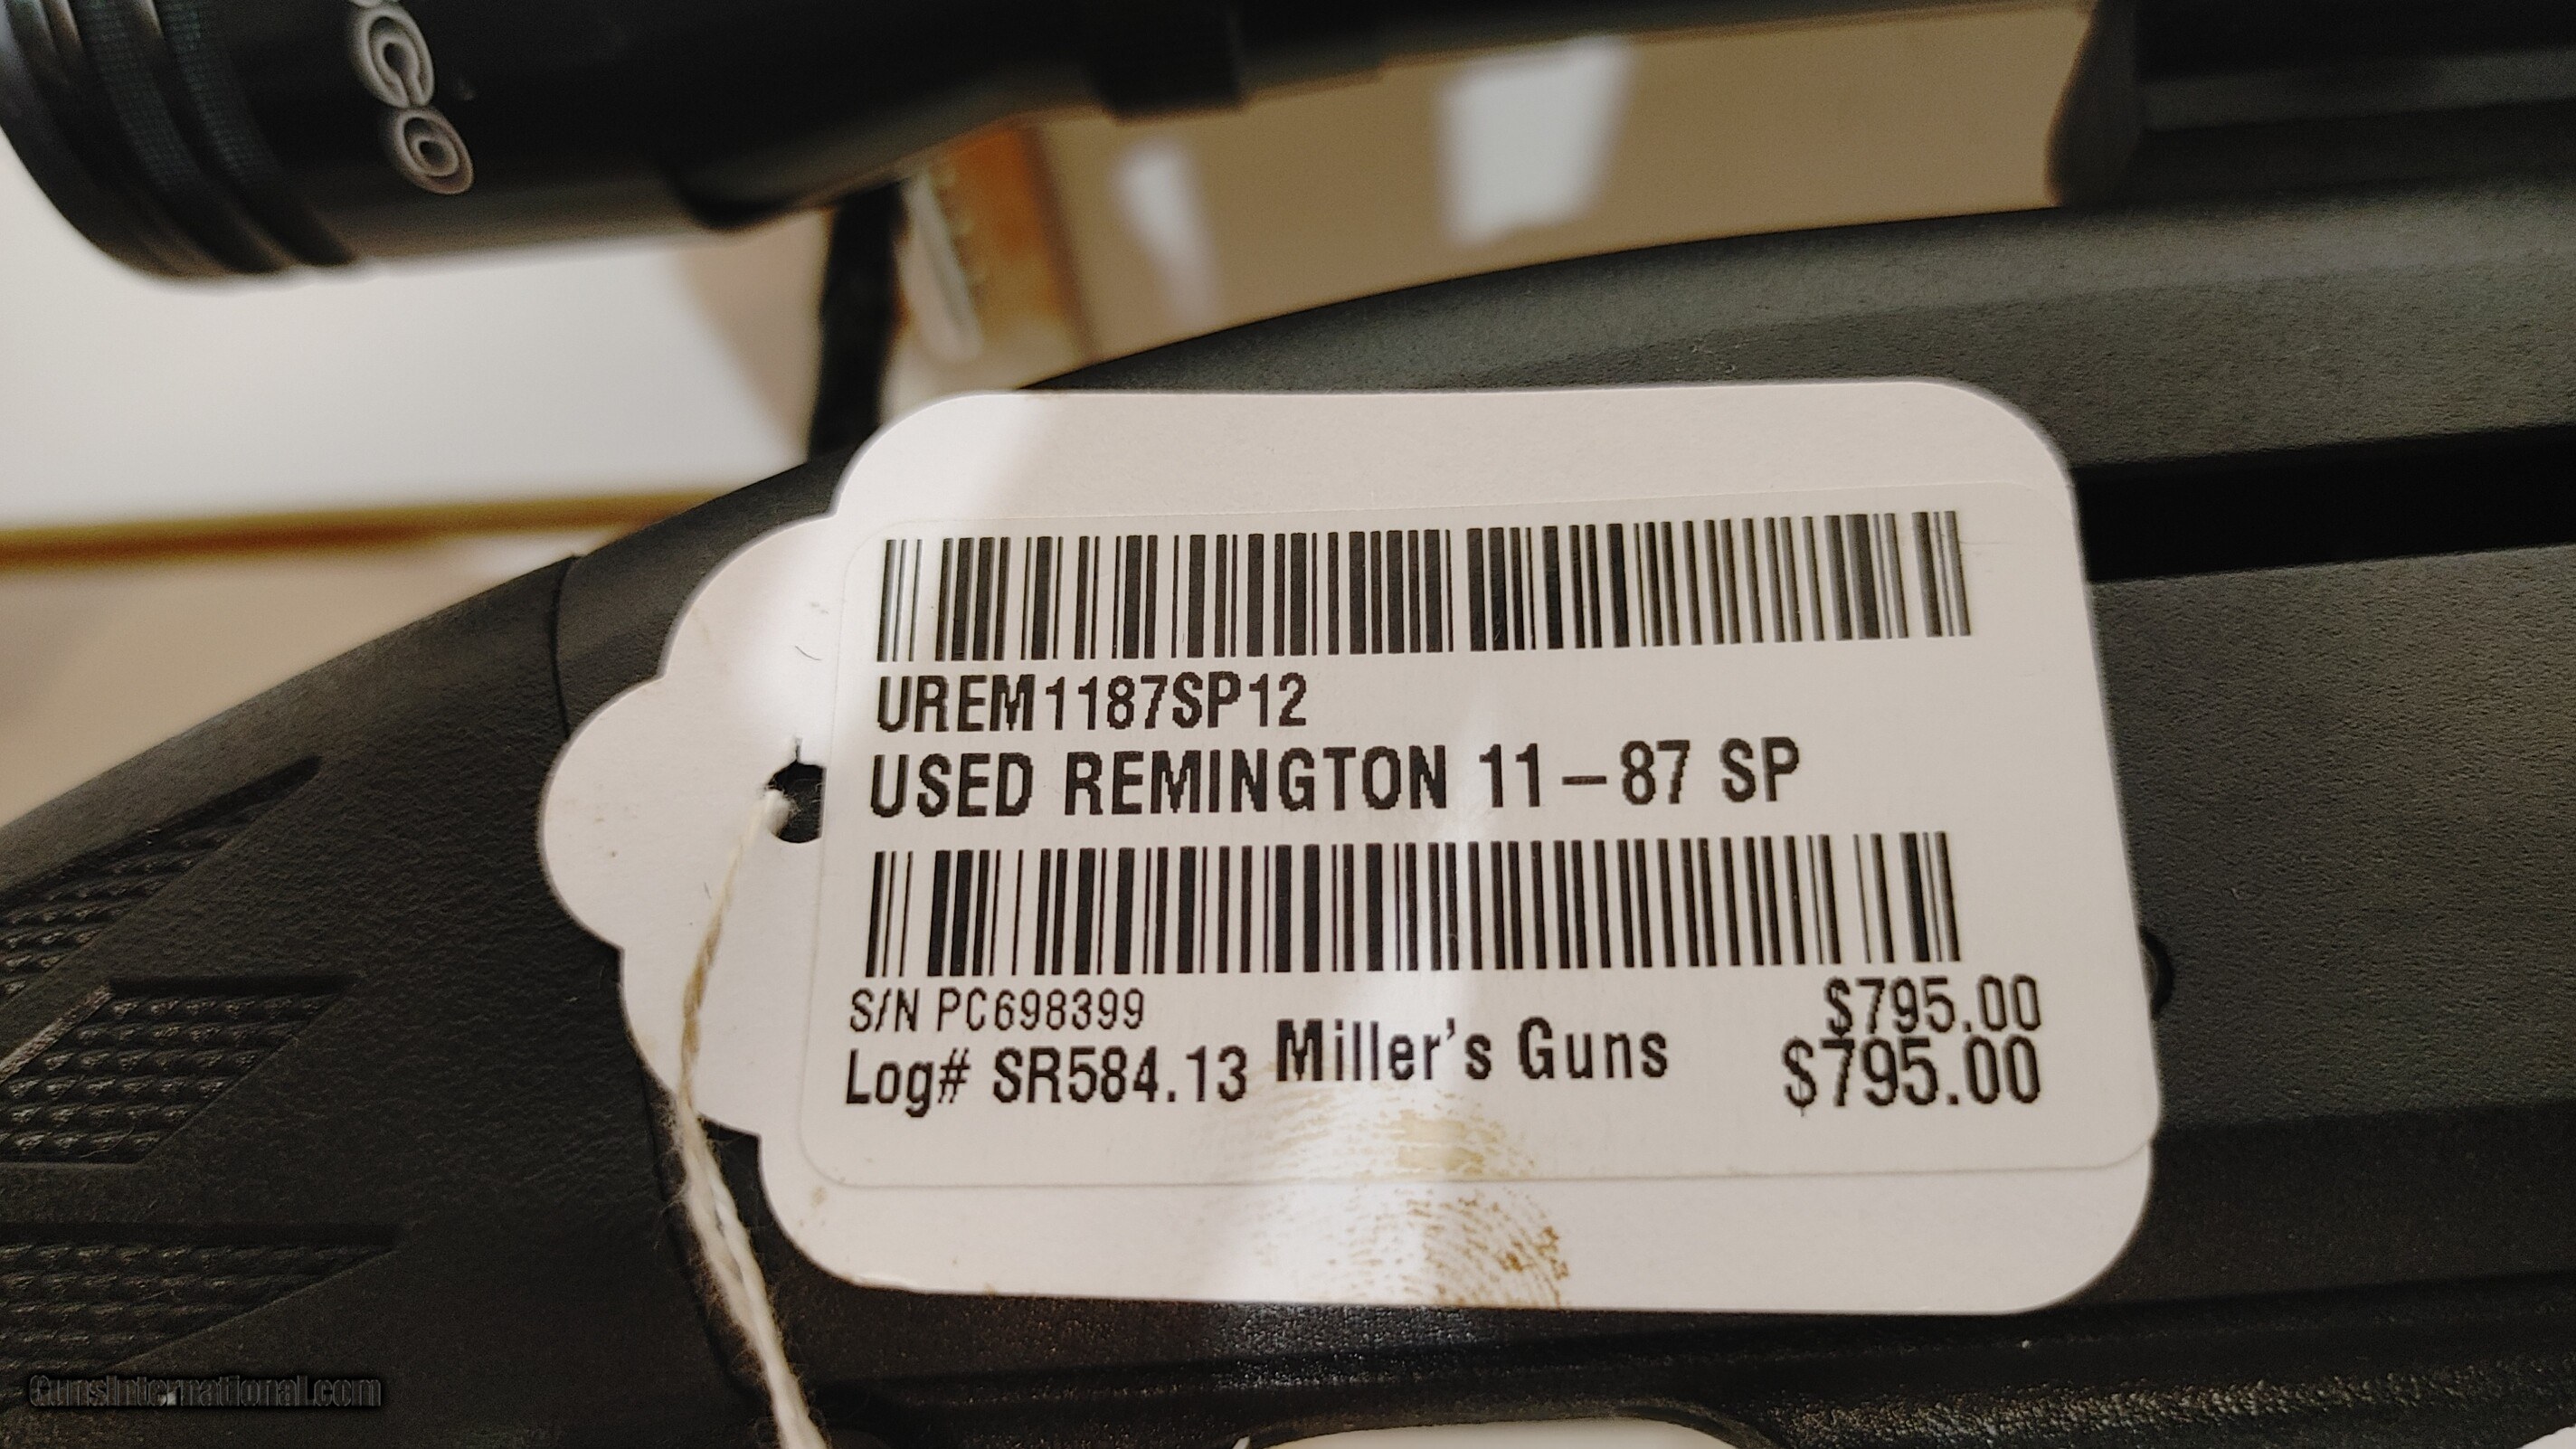 UREM1187SP12
USED REMINGTON 11-87 SP
S/N PC698399
$795.00
Log# SR584.13
Miller's Guns
$795.00
GunsInternational.com